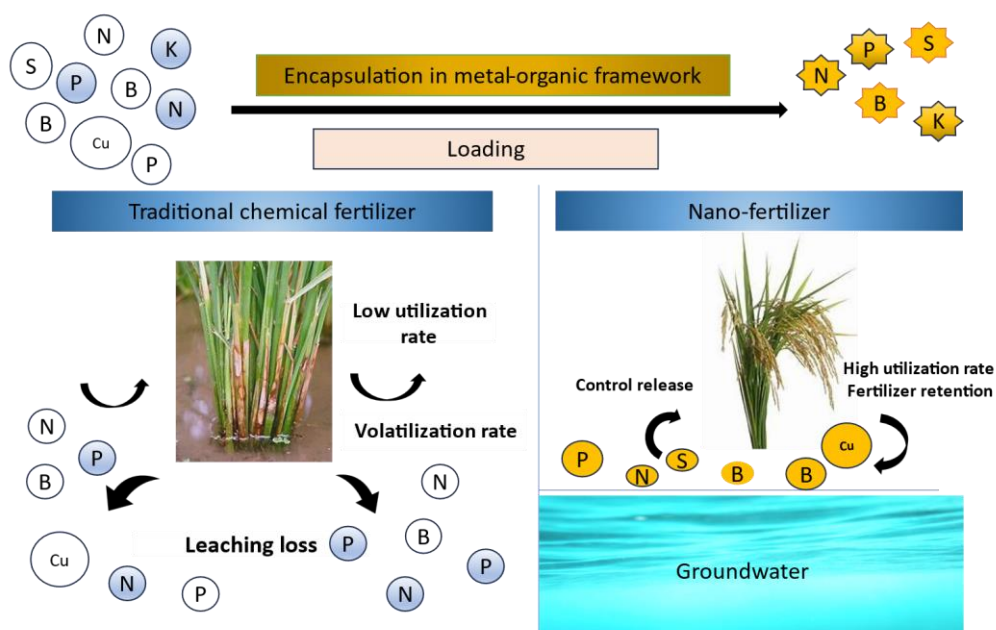 N
K
S
P
B
N
B
Cu
P
Encapsulation in metal-organic framework
Loading
P
S
N
B
K
Traditional chemical fertilizer
Low utilization
rate
Volatilization rate
N
P
B
Cu
N
P
Leaching loss
P
N
B
P
N
Nano-fertilizer
Control release
High utilization rate
Fertilizer retention
P
N
S
B
B
Cu
Groundwater